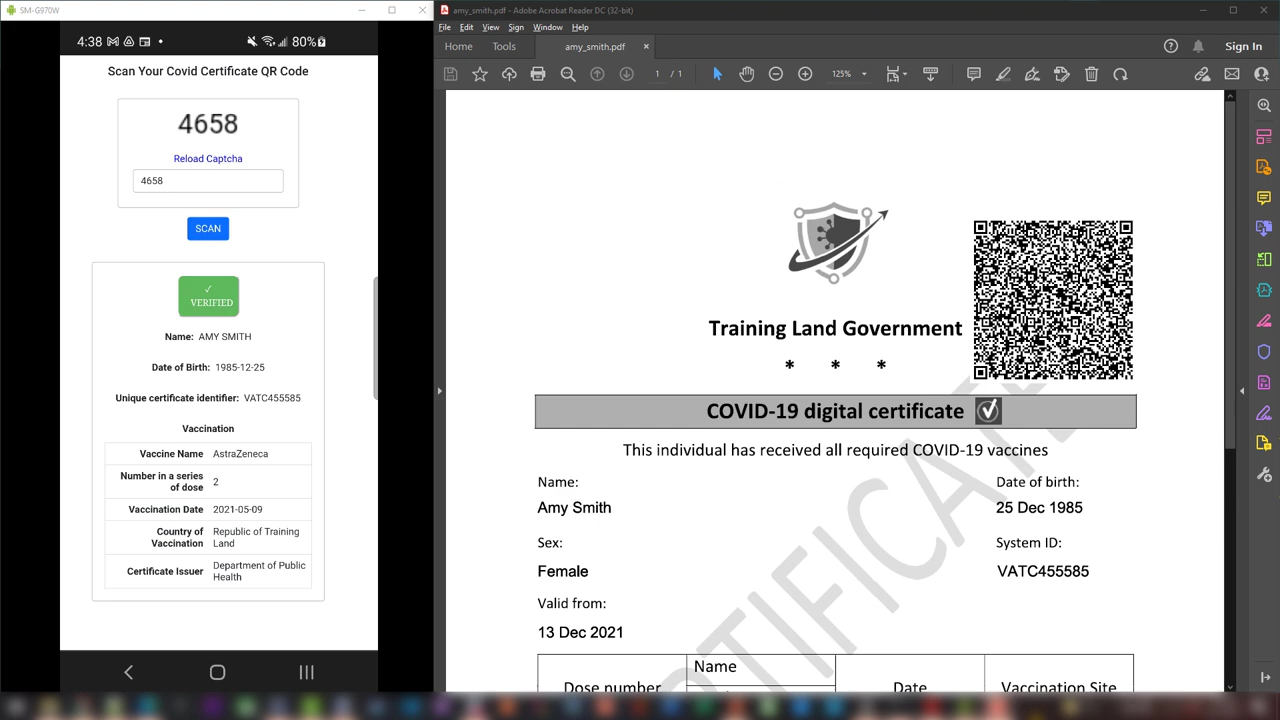 SM-G970W
4:38
80%
Scan Your Covid Certificate QR Code
4658
Reload Captcha
4658
SCAN
✓
VERIFIED
Name: AMY SMITH
Date of Birth: 1985-12-25
Unique certificate identifier: VATC455585
Vaccination
Vaccine Name AstraZeneca
Number in a series
of dose 2
Vaccination Date 2021-05-09
Country of Republic of Training
Vaccination Land
Certificate Issuer Department of Public
Health
amy_smith.pdf - Adobe Acrobat Reader DC (32-bit)
File Edit View Sign Window Help
Home Tools amy_smith.pdf ×
Sign In
1 / 1
125%
Training Land Government
* * *
COVID-19 digital certificate
This individual has received all required COVID-19 vaccines
Name: Date of birth:
Amy Smith 25 Dec 1985
Sex: System ID:
Female VATC455585
Valid from:
13 Dec 2021
Name
Dose number Date Vaccination Site